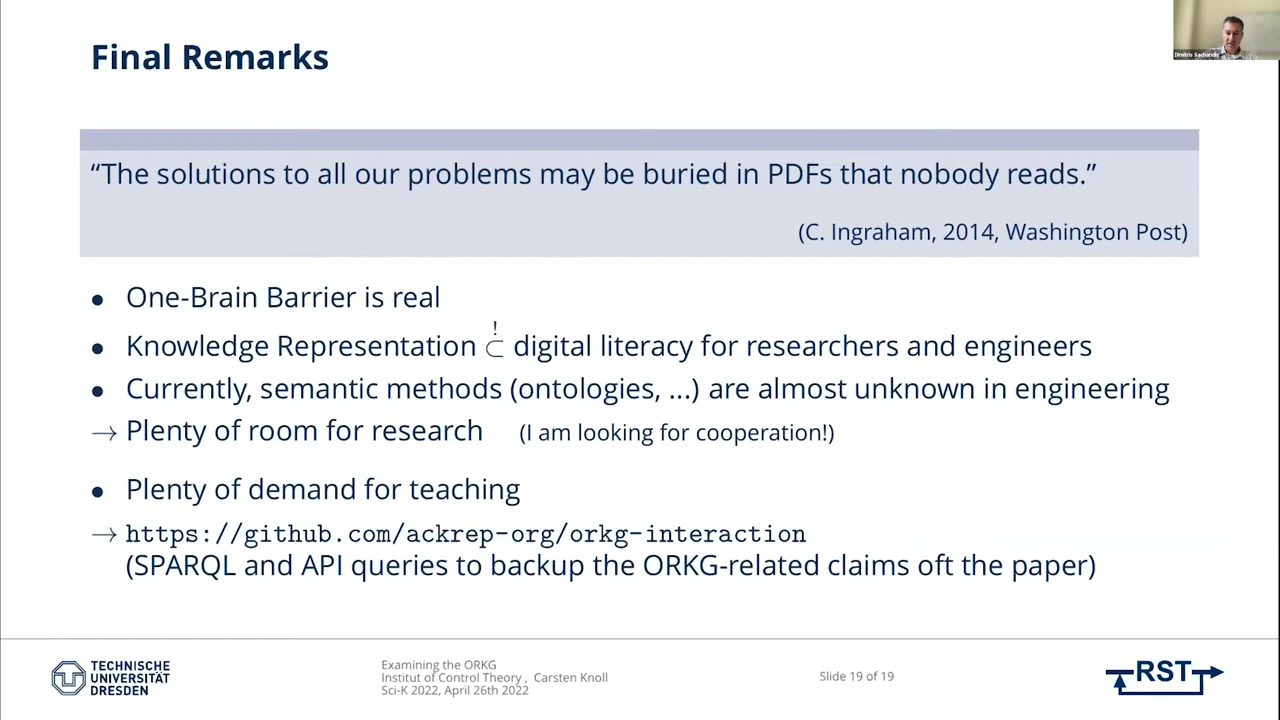 Final Remarks
Dimitris Sacharidis
“The solutions to all our problems may be buried in PDFs that nobody reads.”
(C. Ingraham, 2014, Washington Post)
• One-Brain Barrier is real
• Knowledge Representation ⊂! digital literacy for researchers and engineers
• Currently, semantic methods (ontologies, ...) are almost unknown in engineering
→ Plenty of room for research (I am looking for cooperation!)
• Plenty of demand for teaching
→ https://github.com/ackrep-org/orkg-interaction
(SPARQL and API queries to backup the ORKG-related claims oft the paper)
TECHNISCHE
UNIVERSITÄT
DRESDEN
Examining the ORKG
Institut of Control Theory , Carsten Knoll
Sci-K 2022, April 26th 2022
Slide 19 of 19
RST